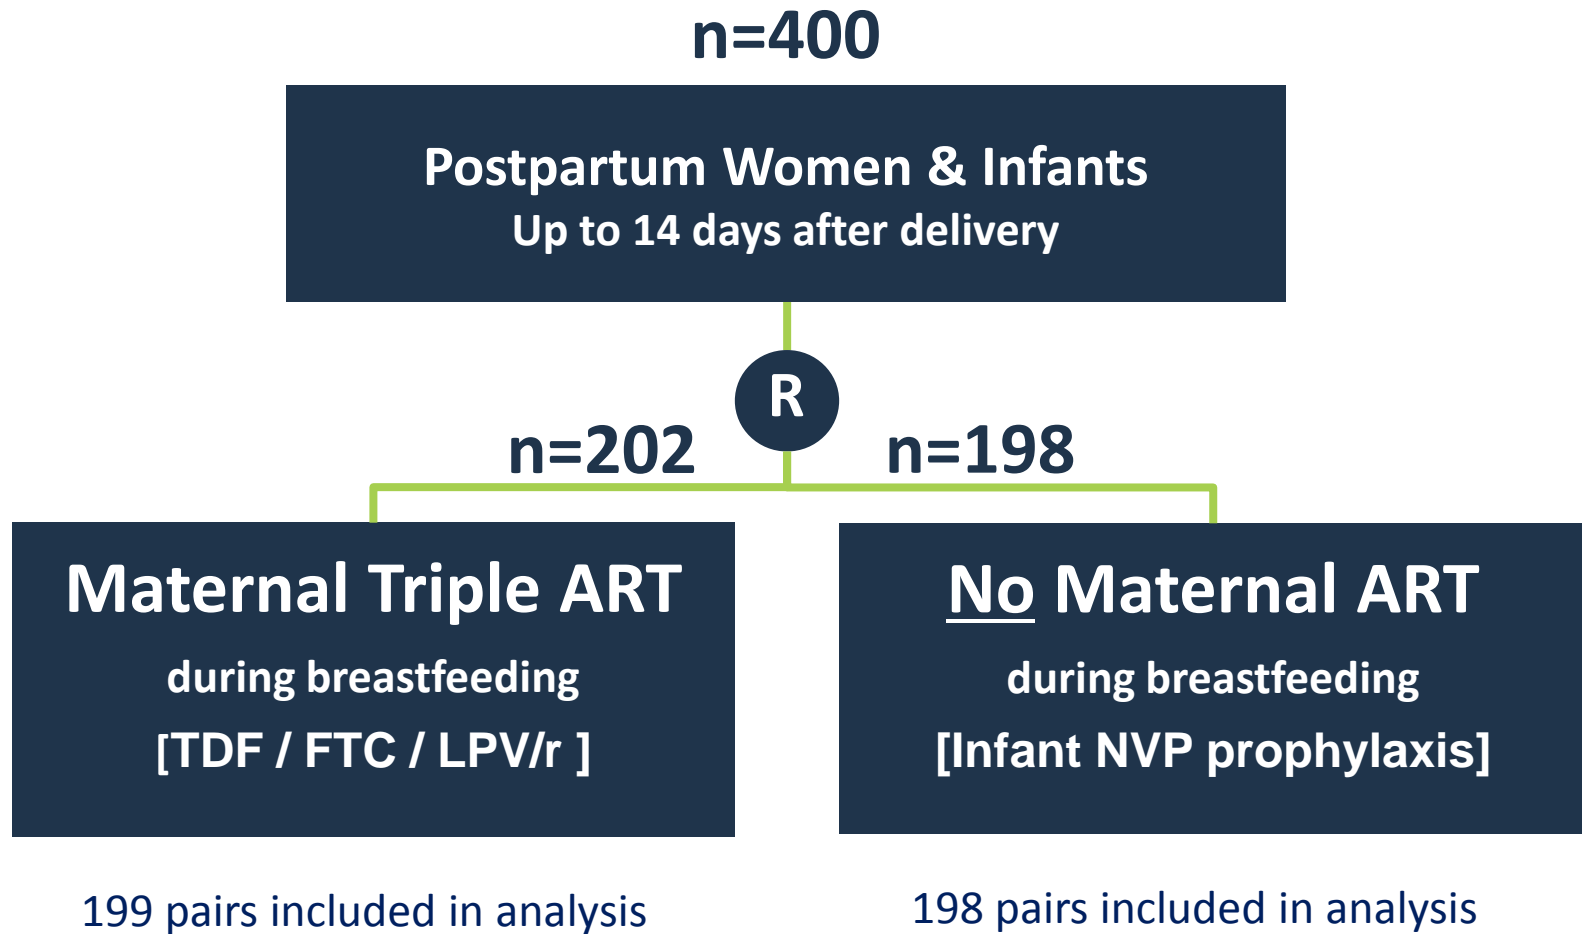 n=400
Postpartum Women & Infants
Up to 14 days after delivery
R
n=202
n=198
Maternal Triple ART
during breastfeeding
[TDF / FTC / LPV/r ]
No Maternal ART
during breastfeeding
[Infant NVP prophylaxis]
199 pairs included in analysis
198 pairs included in analysis